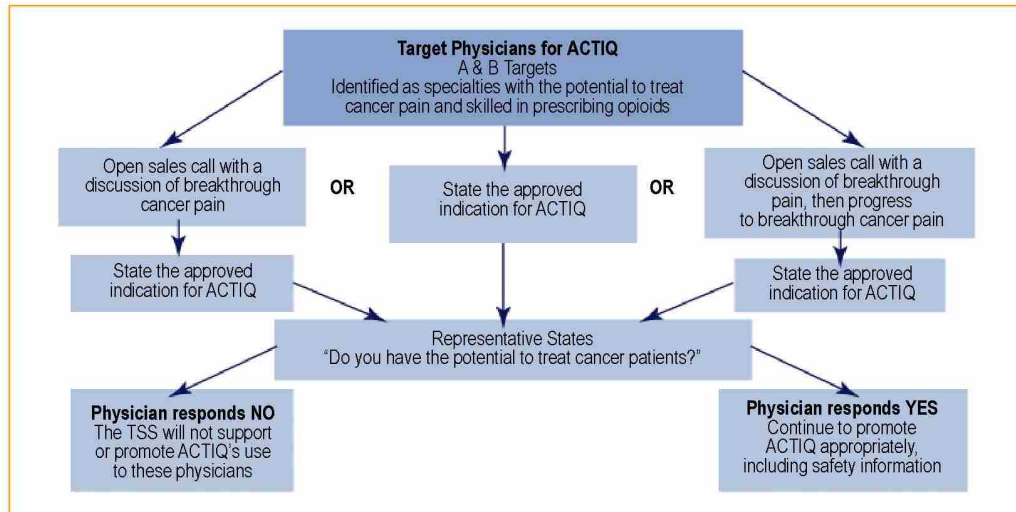 Target Physicians for ACTIQ
A & B Targets
Identified as specialties with the potential to treat
cancer pain and skilled in prescribing opioids
Open sales call with a
discussion of breakthrough
cancer pain
OR
State the approved
indication for ACTIQ
OR
Open sales call with a
discussion of breakthrough
pain, then progress
to breakthrough cancer pain
State the approved
indication for ACTIQ
State the approved
indication for ACTIQ
Representative States
“Do you have the potential to treat cancer patients?”
Physician responds NO
The TSS will not support
or promote ACTIQ’s use
to these physicians
Physician responds YES
Continue to promote
ACTIQ appropriately,
including safety information